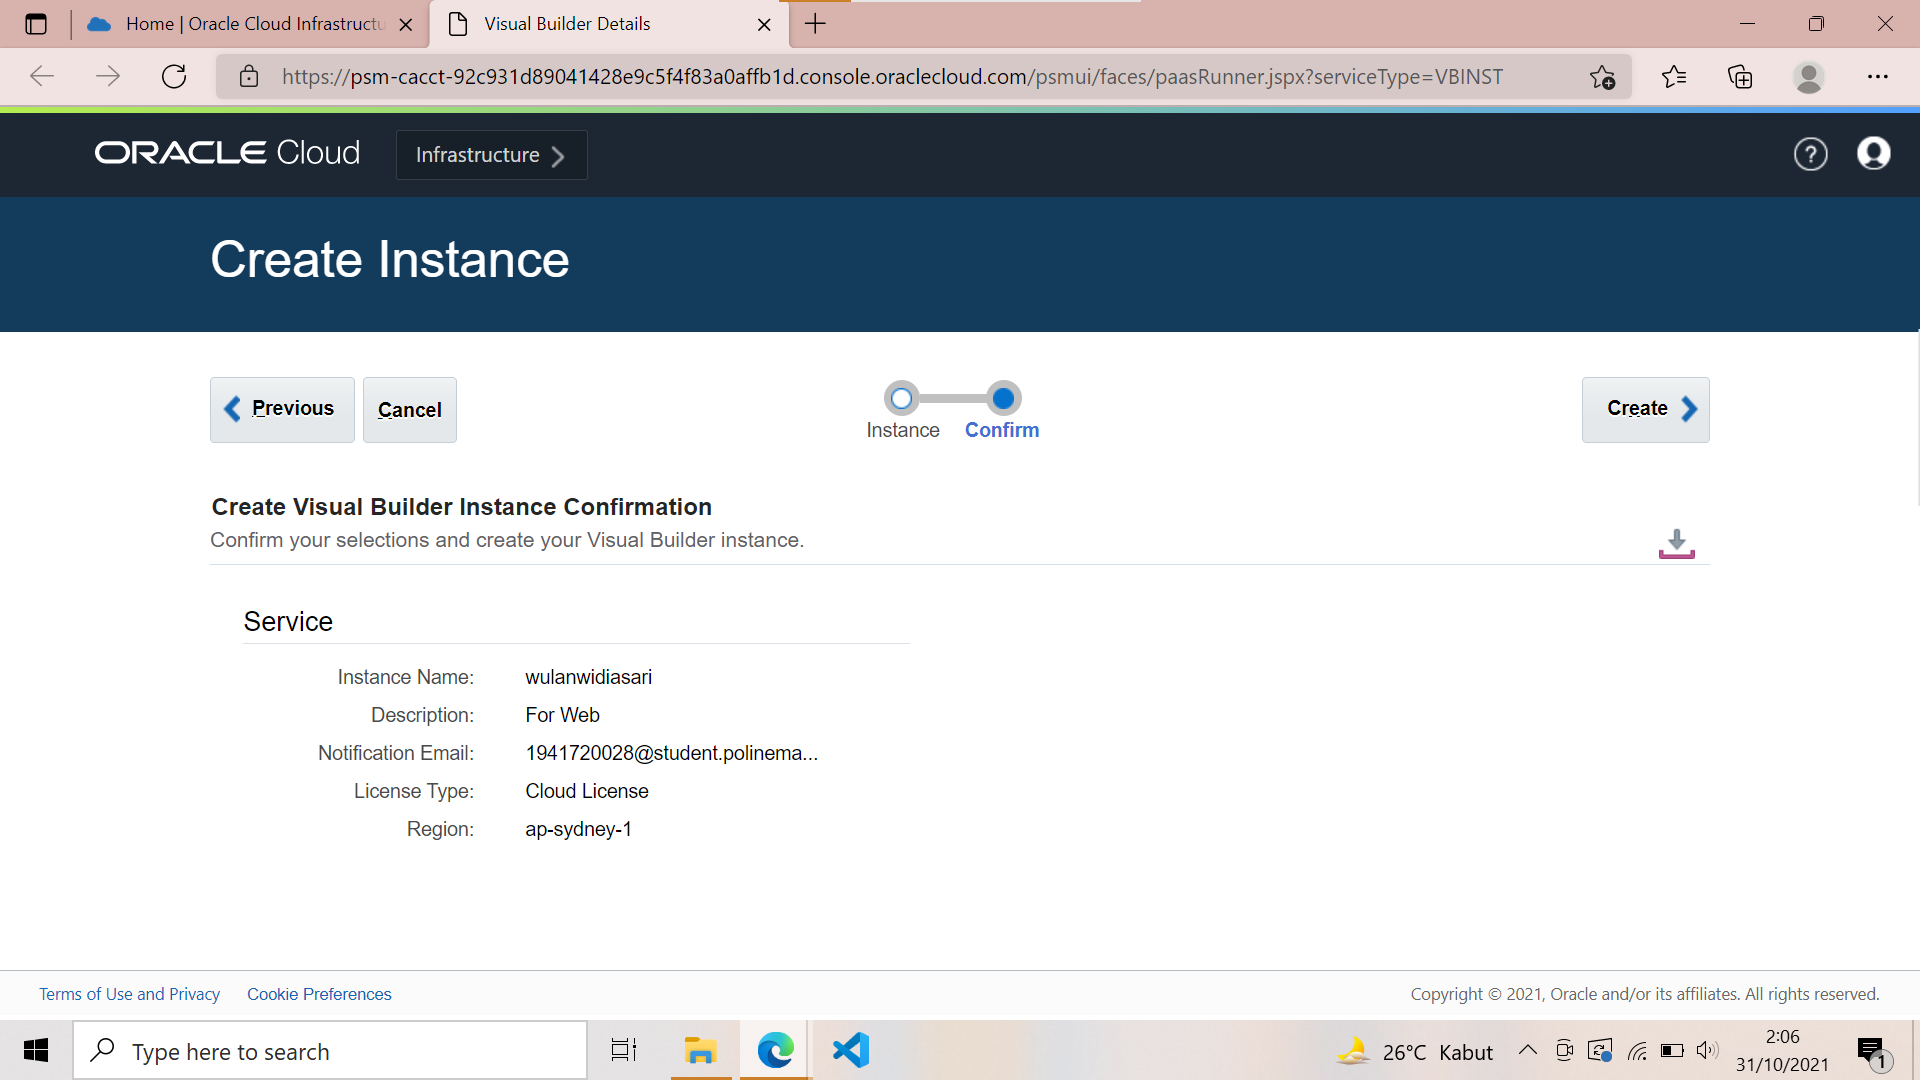 Home | Oracle Cloud Infrastructu
Visual Builder Details
https://psm-cacct-92c931d89041428e9c5f4f83a0affb1d.console.oraclecloud.com/psmui/faces/paasRunner.jspx?serviceType=VBINST
ORACLE Cloud
Infrastructure
?
Create Instance
Previous
Cancel
Instance
Confirm
Create
Create Visual Builder Instance Confirmation
Confirm your selections and create your Visual Builder instance.
Service
Instance Name: wulanwidiasari
Description: For Web
Notification Email: 1941720028@student.polinema...
License Type: Cloud License
Region: ap-sydney-1
Terms of Use and Privacy
Cookie Preferences
Copyright © 2021, Oracle and/or its affiliates. All rights reserved.
Type here to search
26°C Kabut
2:06
31/10/2021
1